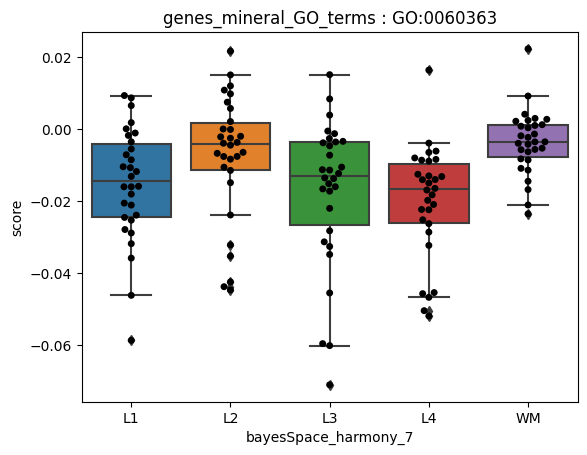 genes_mineral_GO_terms : GO:0060363
score
0.02
0.00
−0.02
−0.04
−0.06
L1 L2 L3 L4 WM
bayesSpace_harmony_7